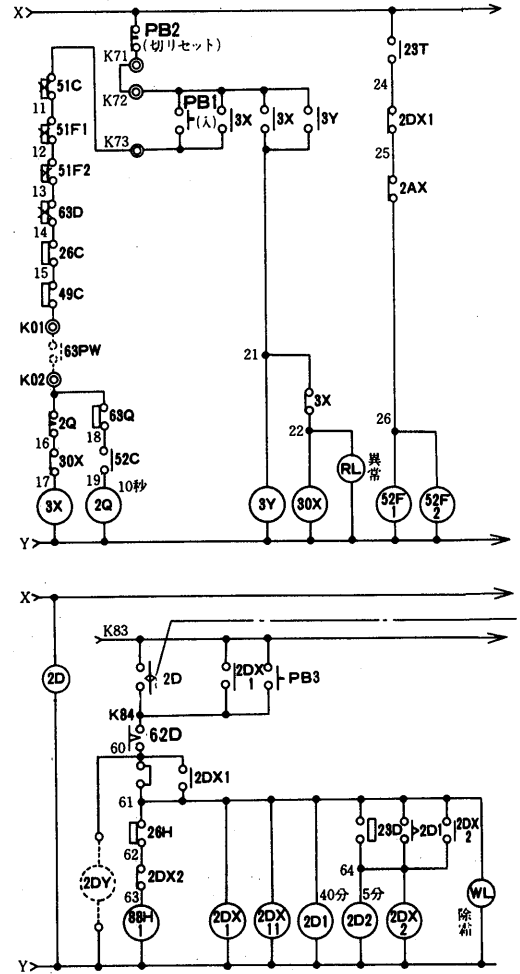 X
PB2
(切リセット)
K71
K72
PB1
(入)
3X
3X
3Y
23T
24
2DX1
25
2AX
51C
11
51F1
12
51F2
13
63D
14
26C
15
49C
K73
K01
63PW
K02
2Q
63Q
16
18
30X
52C
17
19
10秒
3X
2Q
21
3X
22
RL
異常
3Y
30X
26
52F
1
52F
2
Y
X
K83
2D
2D
2DX
1
PB3
K84
62D
60
2DX1
61
26H
62
2DX2
63
2DY
88H
1
2DX
1
2DX
11
40分
2D1
5分
2D2
2DX
2
23D
2D1
2DX
2
64
WL
除霜
Y